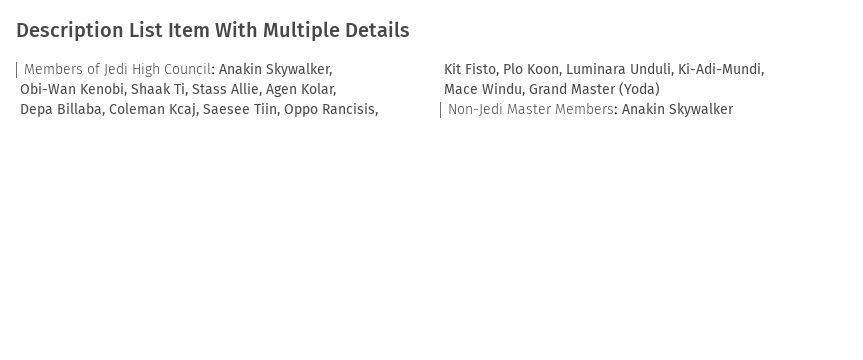 Description List Item With Multiple Details
Members of Jedi High Council: Anakin Skywalker,
Obi-Wan Kenobi, Shaak Ti, Stass Allie, Agen Kolar,
Depa Billaba, Coleman Kcaj, Saesee Tiin, Oppo Rancisis,
Kit Fisto, Plo Koon, Luminara Unduli, Ki-Adi-Mundi,
Mace Windu, Grand Master (Yoda)
Non-Jedi Master Members: Anakin Skywalker